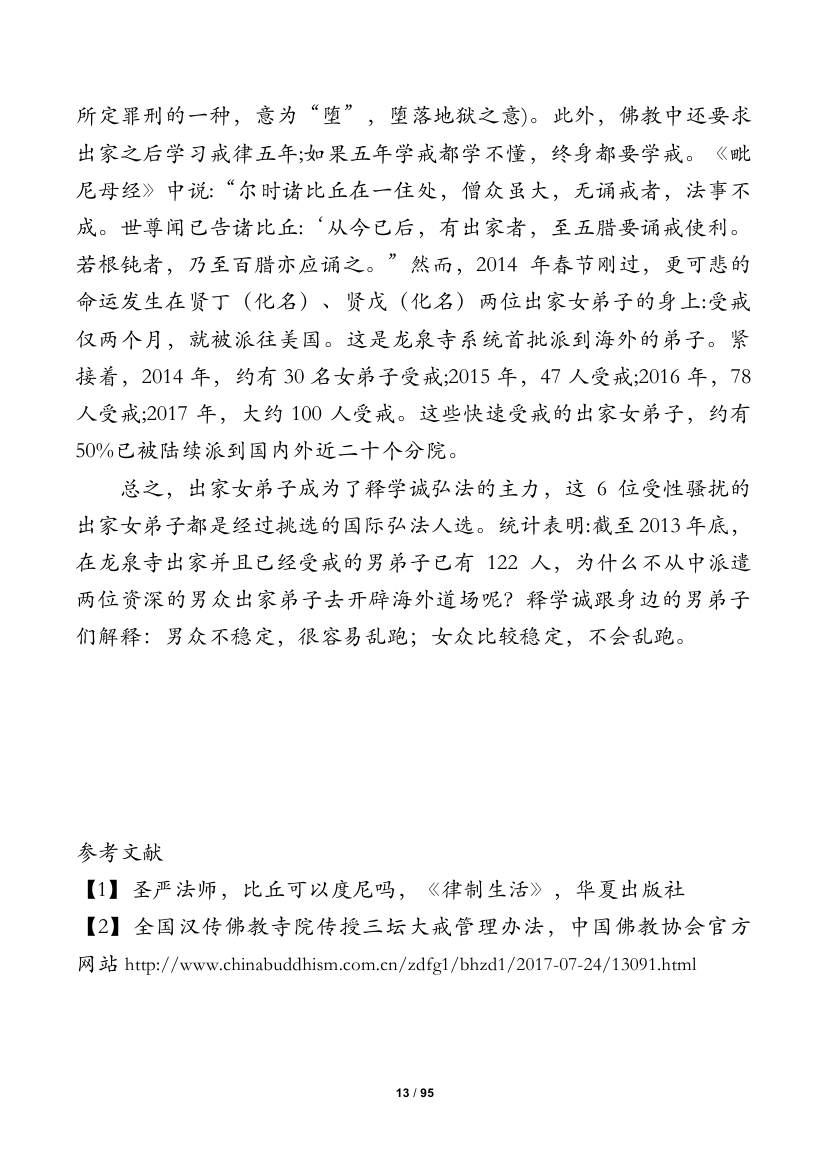 所定罪刑的一种，意为“堕”，堕落地狱之意)。此外，佛教中还要求
出家之后学习戒律五年;如果五年学戒都学不懂，终身都要学戒。《毗
尼母经》中说:“尔时诸比丘在一住处，僧众虽大，无诵戒者，法事不
成。世尊闻已告诸比丘:‘从今已后，有出家者，至五腊要诵戒使利。
若根钝者，乃至百腊亦应诵之。”然而，2014 年春节刚过，更可悲的
命运发生在贤丁（化名）、贤戊（化名）两位出家女弟子的身上:受戒
仅两个月，就被派往美国。这是龙泉寺系统首批派到海外的弟子。紧
接着，2014 年，约有 30 名女弟子受戒;2015 年，47 人受戒;2016 年，78
人受戒;2017 年，大约 100 人受戒。这些快速受戒的出家女弟子，约有
50%已被陆续派到国内外近二十个分院。
总之，出家女弟子成为了释学诚弘法的主力，这 6 位受性骚扰的
出家女弟子都是经过挑选的国际弘法人选。统计表明:截至 2013 年底，
在龙泉寺出家并且已经受戒的男弟子已有 122 人，为什么不从中派遣
两位资深的男众出家弟子去开辟海外道场呢？释学诚跟身边的男弟子
们解释：男众不稳定，很容易乱跑；女众比较稳定，不会乱跑。
参考文献
【1】圣严法师，比丘可以度尼吗，《律制生活》，华夏出版社
【2】全国汉传佛教寺院传授三坛大戒管理办法，中国佛教协会官方
网站 http://www.chinabuddhism.com.cn/zdfg1/bhzd1/2017-07-24/13091.html
13 / 95